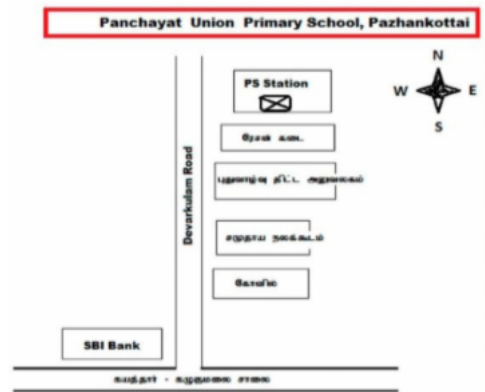 Panchayat Union Primary School, Pazhankottai
N
W E
S
PS Station
ரேசன் கடை
புதுவாழ்வு திட்ட அலுவலகம்
Devarkulam Road
சமுதாய நலக்கூடம்
கோவில்
SBI Bank
கயத்தார் - கழுகுமலை சாலை